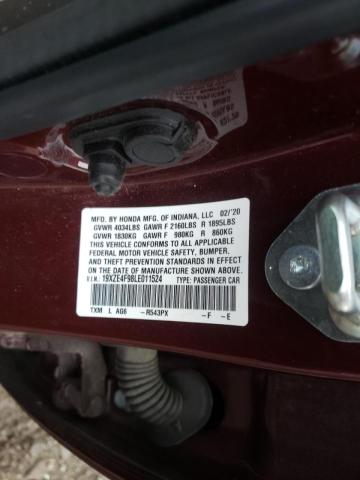 MFD. BY HONDA MFG. OF INDIANA, LLC 02/'20
GVWR 4034LBS GAWR F 2160LBS R 1895LBS
GVWR 1830KG GAWR F 980KG R 860KG
THIS VEHICLE CONFORMS TO ALL APPLICABLE
FEDERAL MOTOR VEHICLE SAFETY, BUMPER,
AND THEFT PREVENTION STANDARDS IN EFFECT
ON THE DATE OF MANUFACTURE SHOWN ABOVE.
V.I.N.: 19XZE4F98LE011524 TYPE: PASSENGER CAR
TXM L AG6 -R543PX -F -E